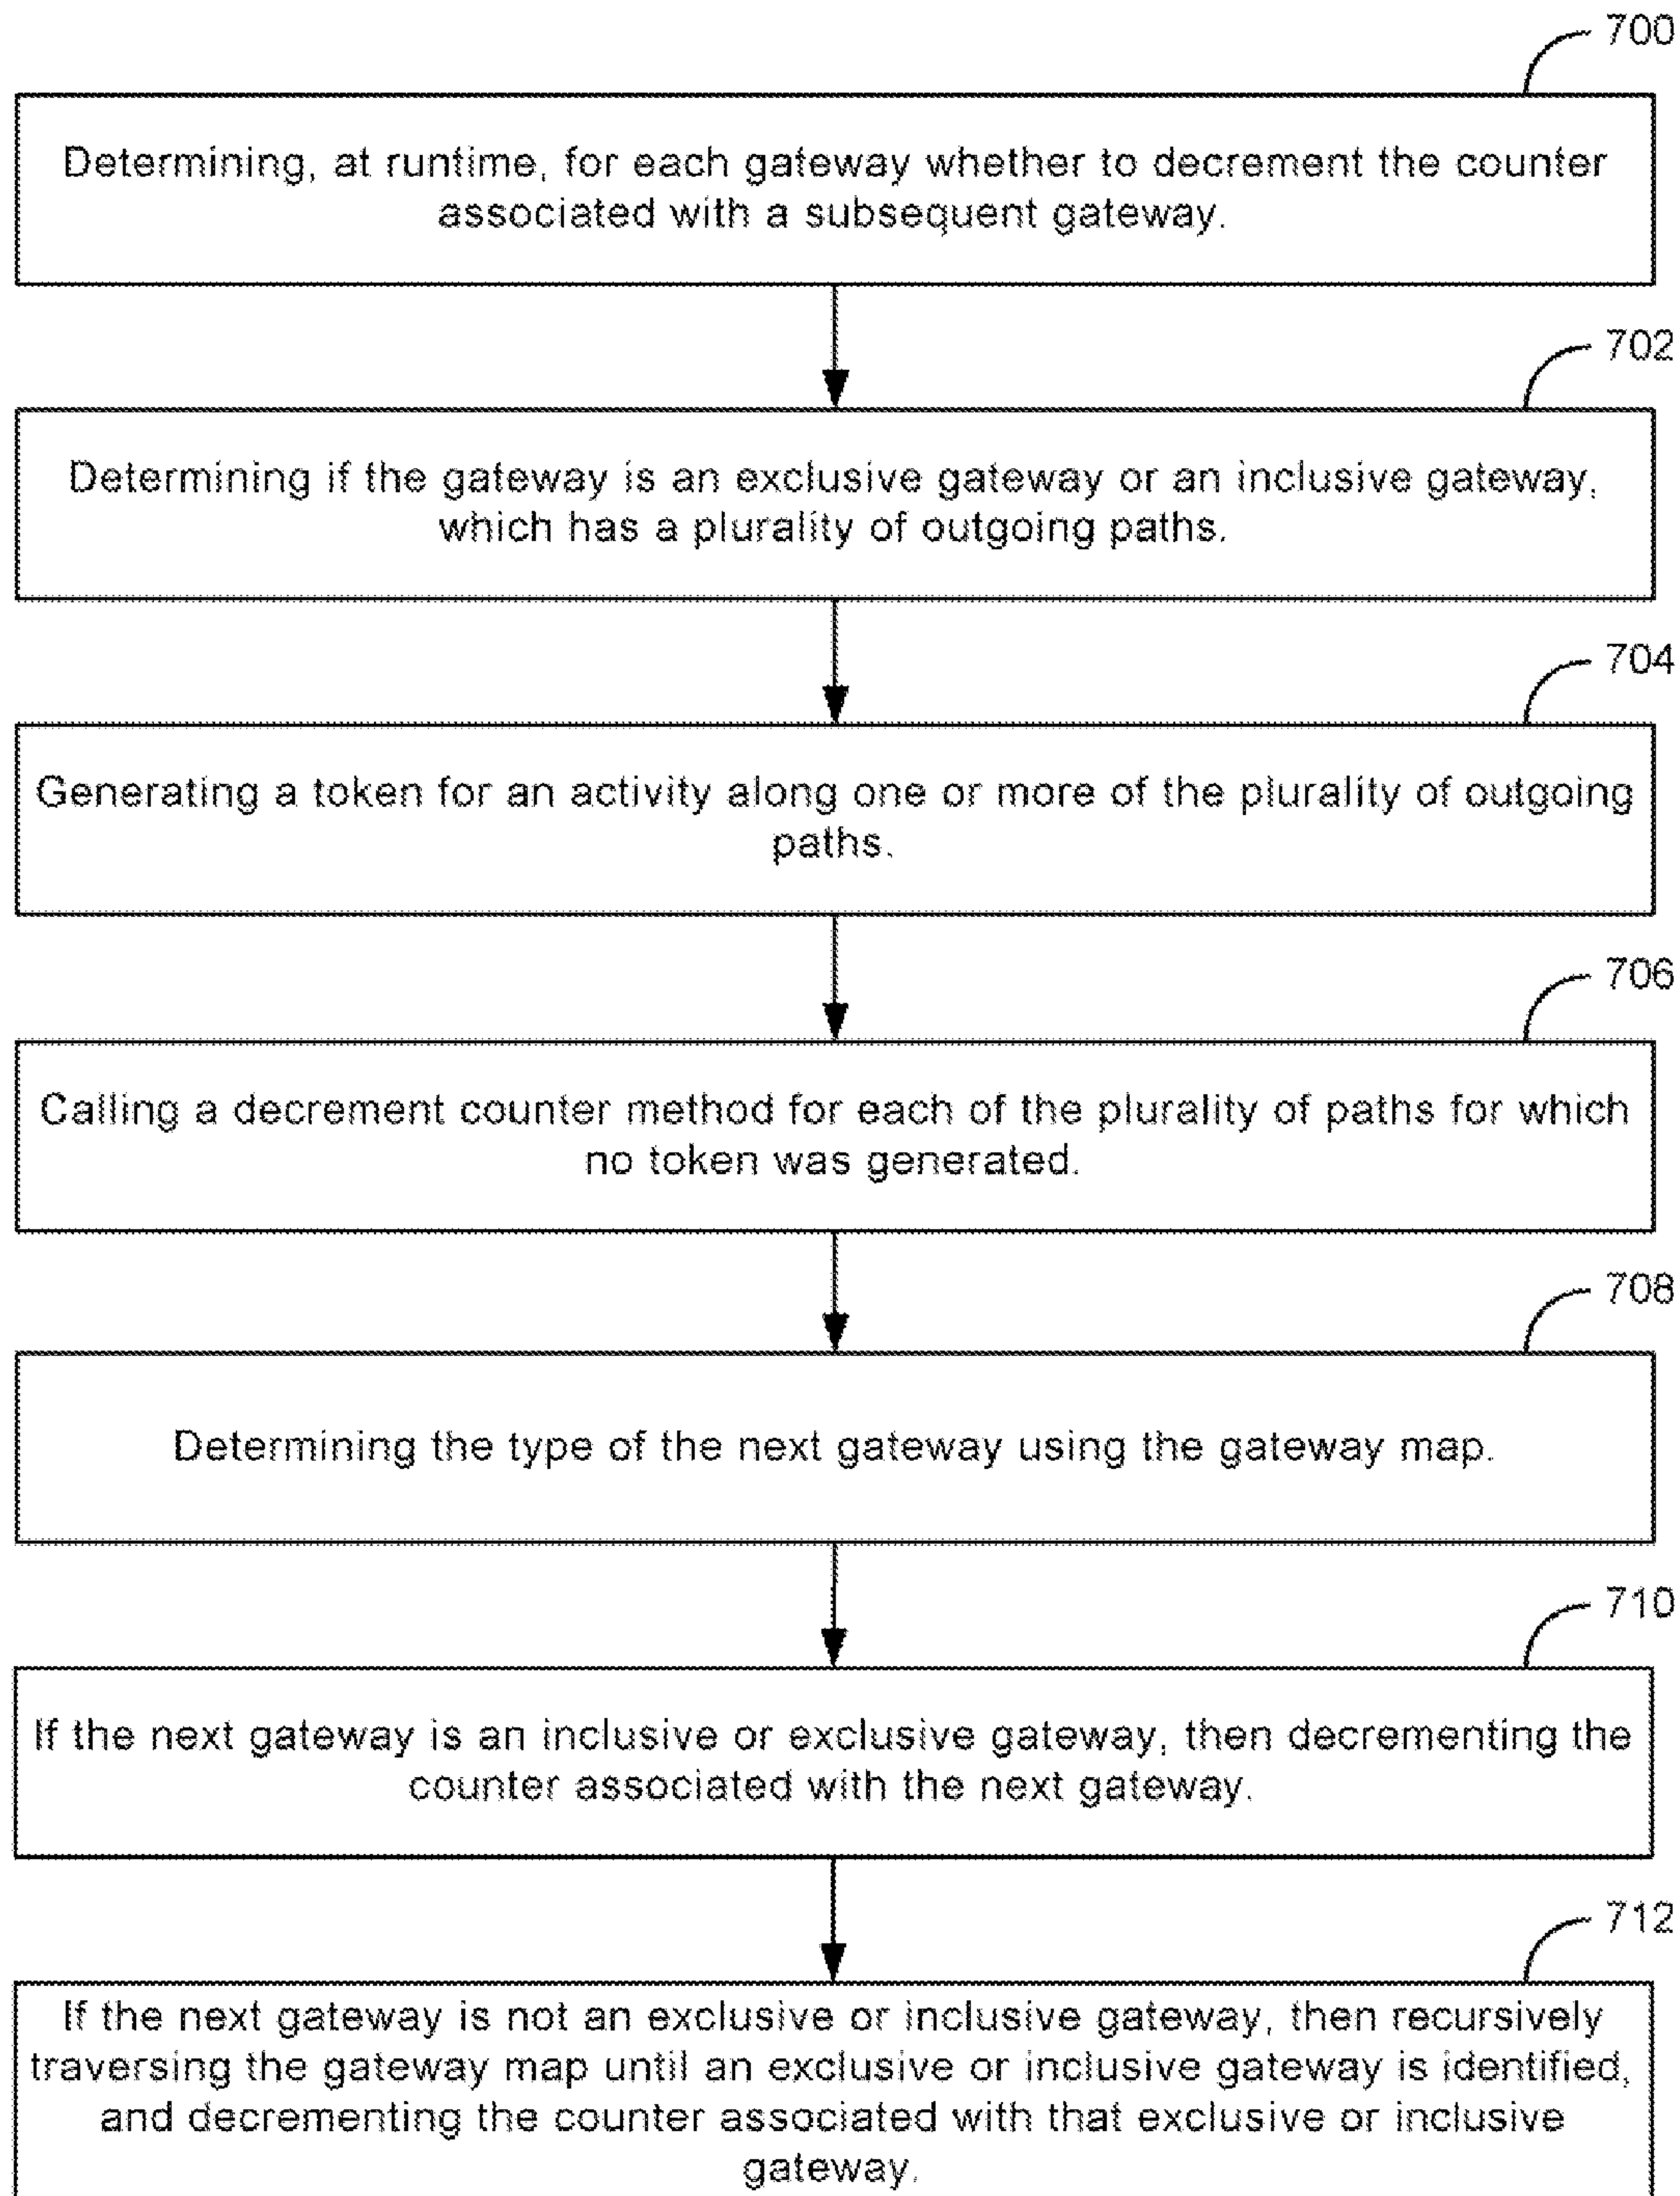 700
Determining, at runtime, for each gateway whether to decrement the counter
associated with a subsequent gateway.
702
Determining if the gateway is an exclusive gateway or an inclusive gateway,
which has a plurality of outgoing paths.
704
Generating a token for an activity along one or more of the plurality of outgoing
paths.
706
Calling a decrement counter method for each of the plurality of paths for which
no token was generated.
708
Determining the type of the next gateway using the gateway map.
710
If the next gateway is an inclusive or exclusive gateway, then decrementing the
counter associated with the next gateway.
712
If the next gateway is not an exclusive or inclusive gateway, then recursively
traversing the gateway map until an exclusive or inclusive gateway is identified,
and decrementing the counter associated with that exclusive or inclusive
gateway.